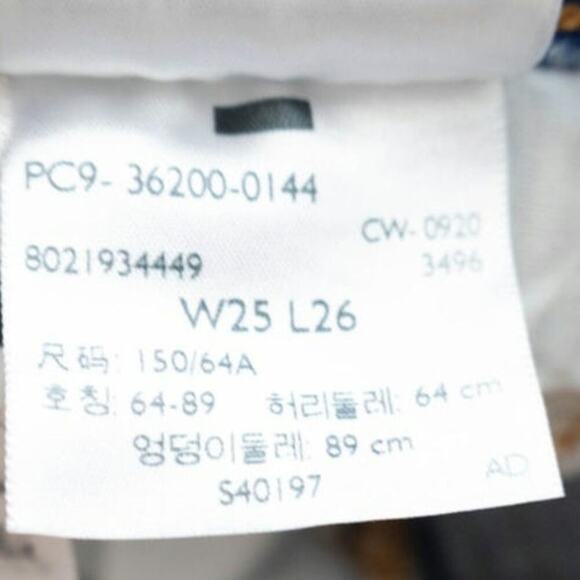 PC9- 36200-0144
CW- 0920
8021934449 3496
W25 L26
尺码: 150/64A
호칭: 64-89 허리둘레: 64 cm
엉덩이둘레: 89 cm
S40197
AD